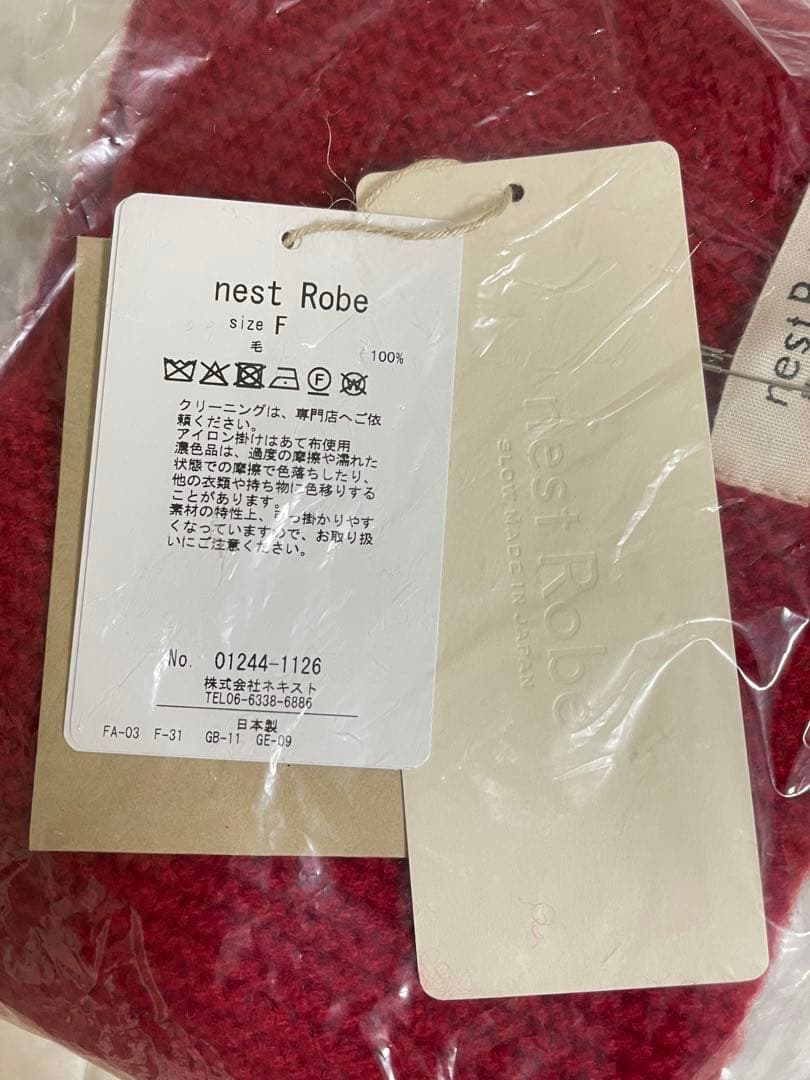 nest Robe
size F
毛 100%
クリーニングは、専門店へご依
頼ください。
アイロン掛けはあて布使用
濃色品は、過度の摩擦や濡れた
状態での摩擦で色落ちしたり、
他の衣類や持ち物に色移りする
ことがあります。
素材の特性上、引っ掛かりやす
くなっていますので、お取り扱
いにご注意ください。
No. 01244-1126
株式会社ネキスト
TEL06-6338-6886
日本製
FA-03 F-31 GB-11 GE-09
nest Robe
SLOW MADE IN JAPAN
nest R